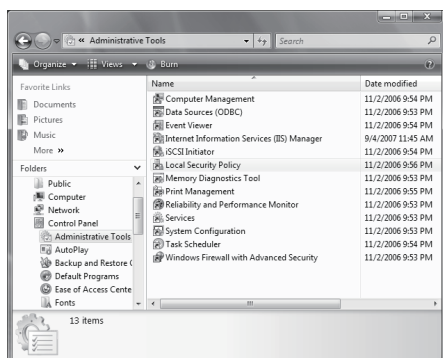 « Administrative Tools
Search
Organize
Views
Burn
Favorite Links
Documents
Pictures
Music
More »
Folders
Public
Computer
Network
Control Panel
Administrative Tools
AutoPlay
Backup and Restore C
Default Programs
Ease of Access Cente
Fonts
Name Date modified
Computer Management 11/2/2006 9:54 PM
Data Sources (ODBC) 11/2/2006 9:53 PM
Event Viewer 11/2/2006 9:54 PM
Internet Information Services (IIS) Manager 9/4/2007 11:45 AM
iSCSI Initiator 11/2/2006 9:54 PM
Local Security Policy 11/2/2006 9:56 PM
Memory Diagnostics Tool 11/2/2006 9:53 PM
Print Management 11/2/2006 9:55 PM
Reliability and Performance Monitor 11/2/2006 9:53 PM
Services 11/2/2006 9:53 PM
System Configuration 11/2/2006 9:53 PM
Task Scheduler 11/2/2006 9:54 PM
Windows Firewall with Advanced Security 11/2/2006 9:53 PM
13 items